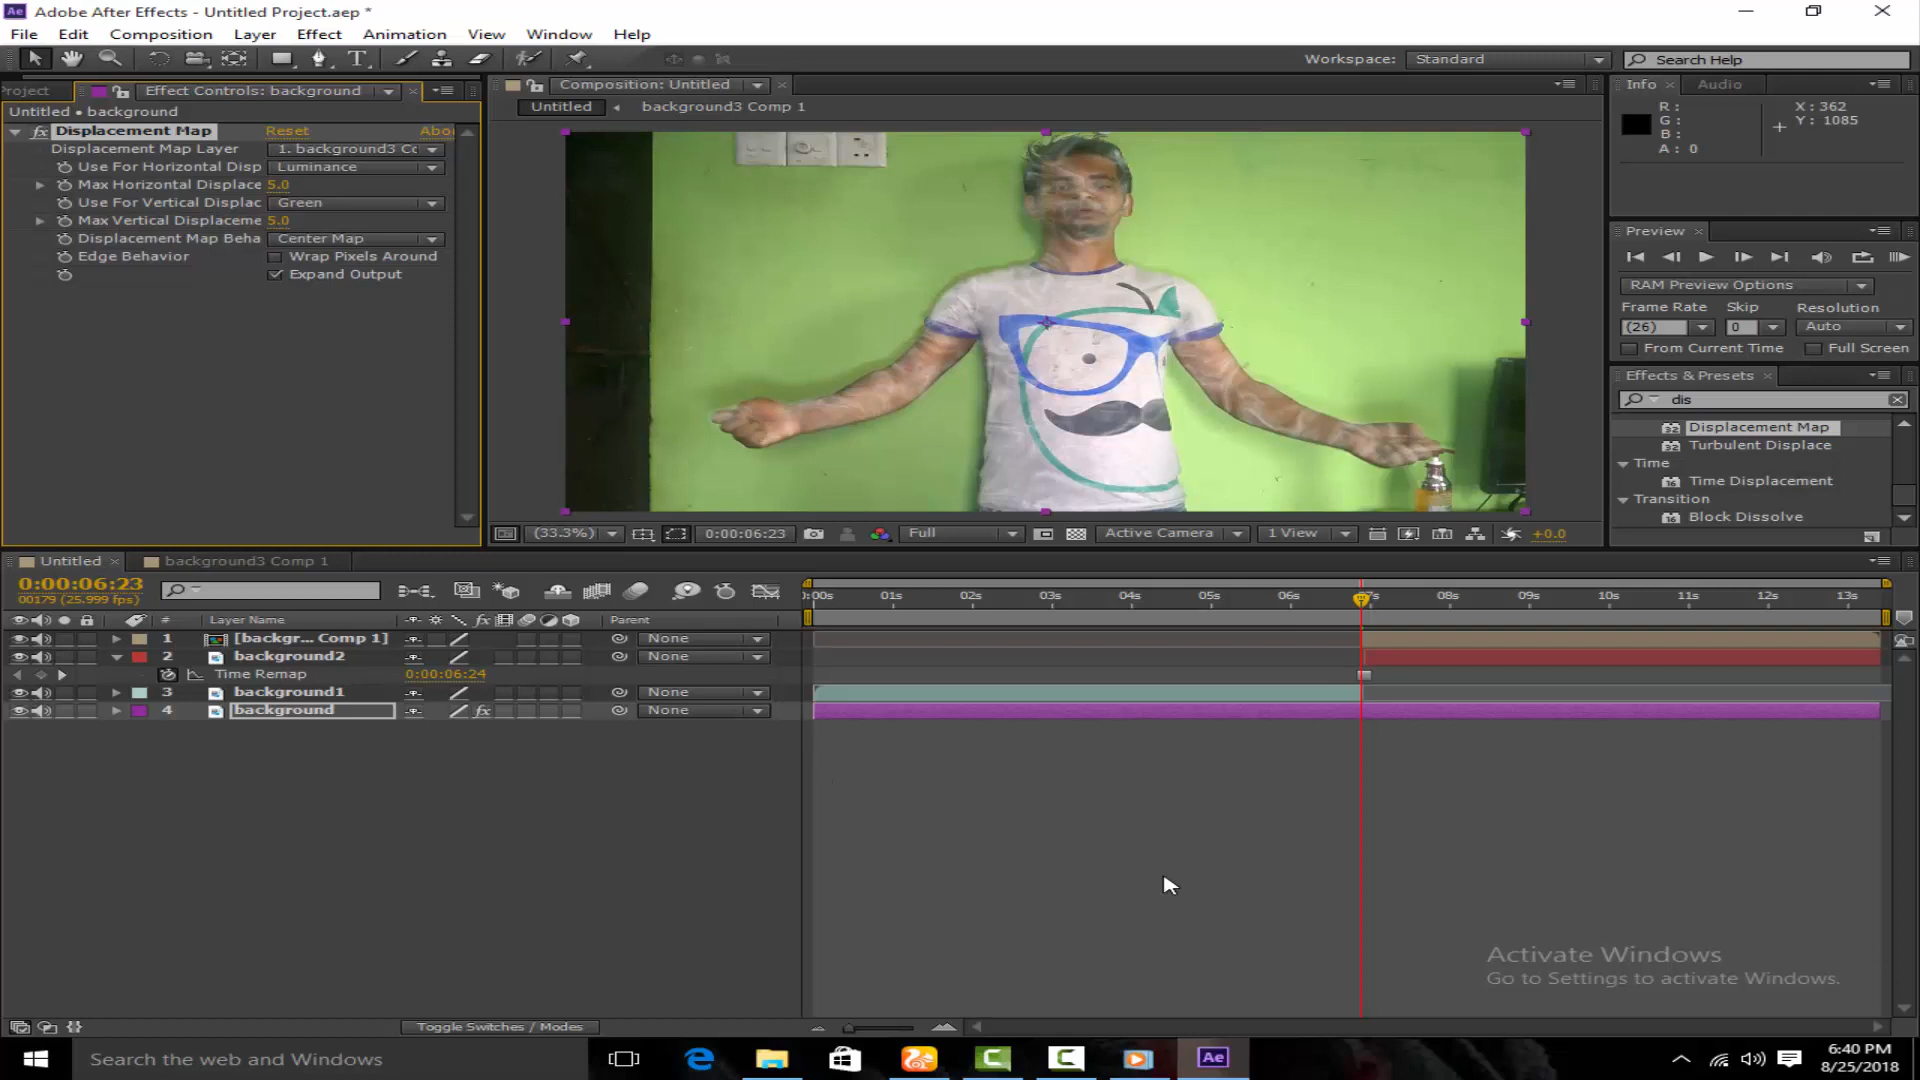 Ae Adobe After Effects - Untitled Project.aep *
File Edit Composition Layer Effect Animation View Window Help
T Workspace: Standard Search Help
Project Effect Controls: background
Untitled • background
fx Displacement Map Reset Abo
Displacement Map Layer 1. background3 Cc
Use For Horizontal Disp Luminance
Max Horizontal Displace 5.0
Use For Vertical Displac Green
Max Vertical Displaceme 5.0
Displacement Map Beha Center Map
Edge Behavior Wrap Pixels Around
Expand Output
Composition: Untitled
Untitled background3 Comp 1
(33.3%) 0:00:06:23 Full Active Camera 1 View +0.0
Info Audio
R: X: 362
G: Y: 1085
B:
A: 0
Preview
RAM Preview Options
Frame Rate Skip Resolution
(26) 0 Auto
From Current Time Full Screen
Effects & Presets
dis
32 Displacement Map
32 Turbulent Displace
Time
16 Time Displacement
Transition
16 Block Dissolve
Untitled background3 Comp 1
0:00:06:23
00179 (25.999 fps)
):00s 01s 02s 03s 04s 05s 06s 7s 08s 09s 10s 11s 12s 13s
# Layer Name fx Parent
1 [backgr... Comp 1] None
2 background2 None
Time Remap 0:00:06:24
3 background1 None
4 background fx None
Activate Windows
Go to Settings to activate Windows.
Toggle Switches / Modes
Search the web and Windows
Ae
6:40 PM
8/25/2018